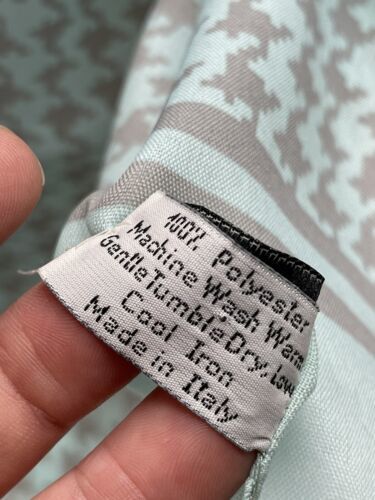 100% Polyester
Machine Wash Warm
Gentle Tumble Dry, Low
Cool Iron
Made in Italy